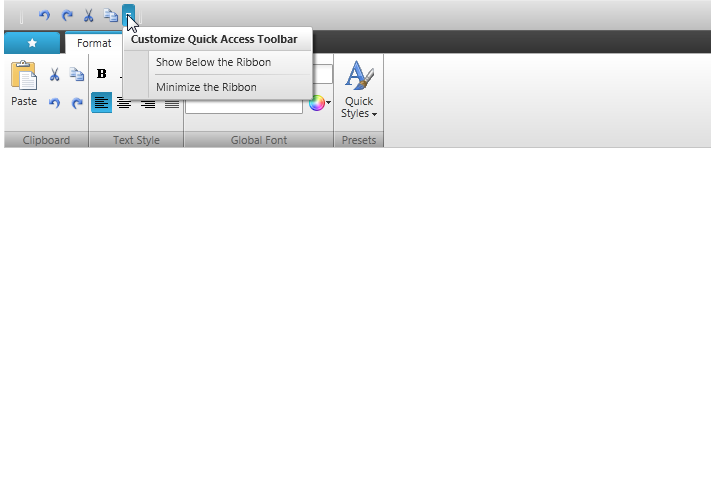 Format
Customize Quick Access Toolbar
Show Below the Ribbon
Minimize the Ribbon
B
Paste
Quick
Styles
Clipboard
Text Style
Global Font
Presets